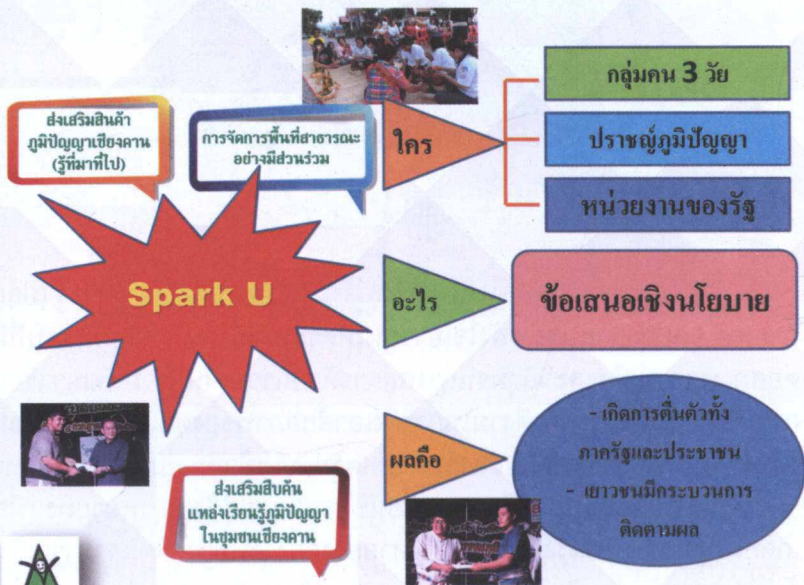 ส่งเสริมสินค้า
ภูมิปัญญาเชียงคาน
(รู้ที่มาที่ไป)
การจัดการพื้นที่สาธารณะ
อย่างมีส่วนร่วม
ใคร
กลุ่มคน 3 วัย
ปราชญ์ภูมิปัญญา
หน่วยงานของรัฐ
Spark U
อะไร
ข้อเสนอเชิงนโยบาย
ผลคือ
- เกิดการตื่นตัวทั้ง
ภาครัฐและประชาชน
- เยาวชนมีกระบวนการ
ติดตามผล
ส่งเสริมสืบค้น
แหล่งเรียนรู้ภูมิปัญญา
ในชุมชนเชียงคาน